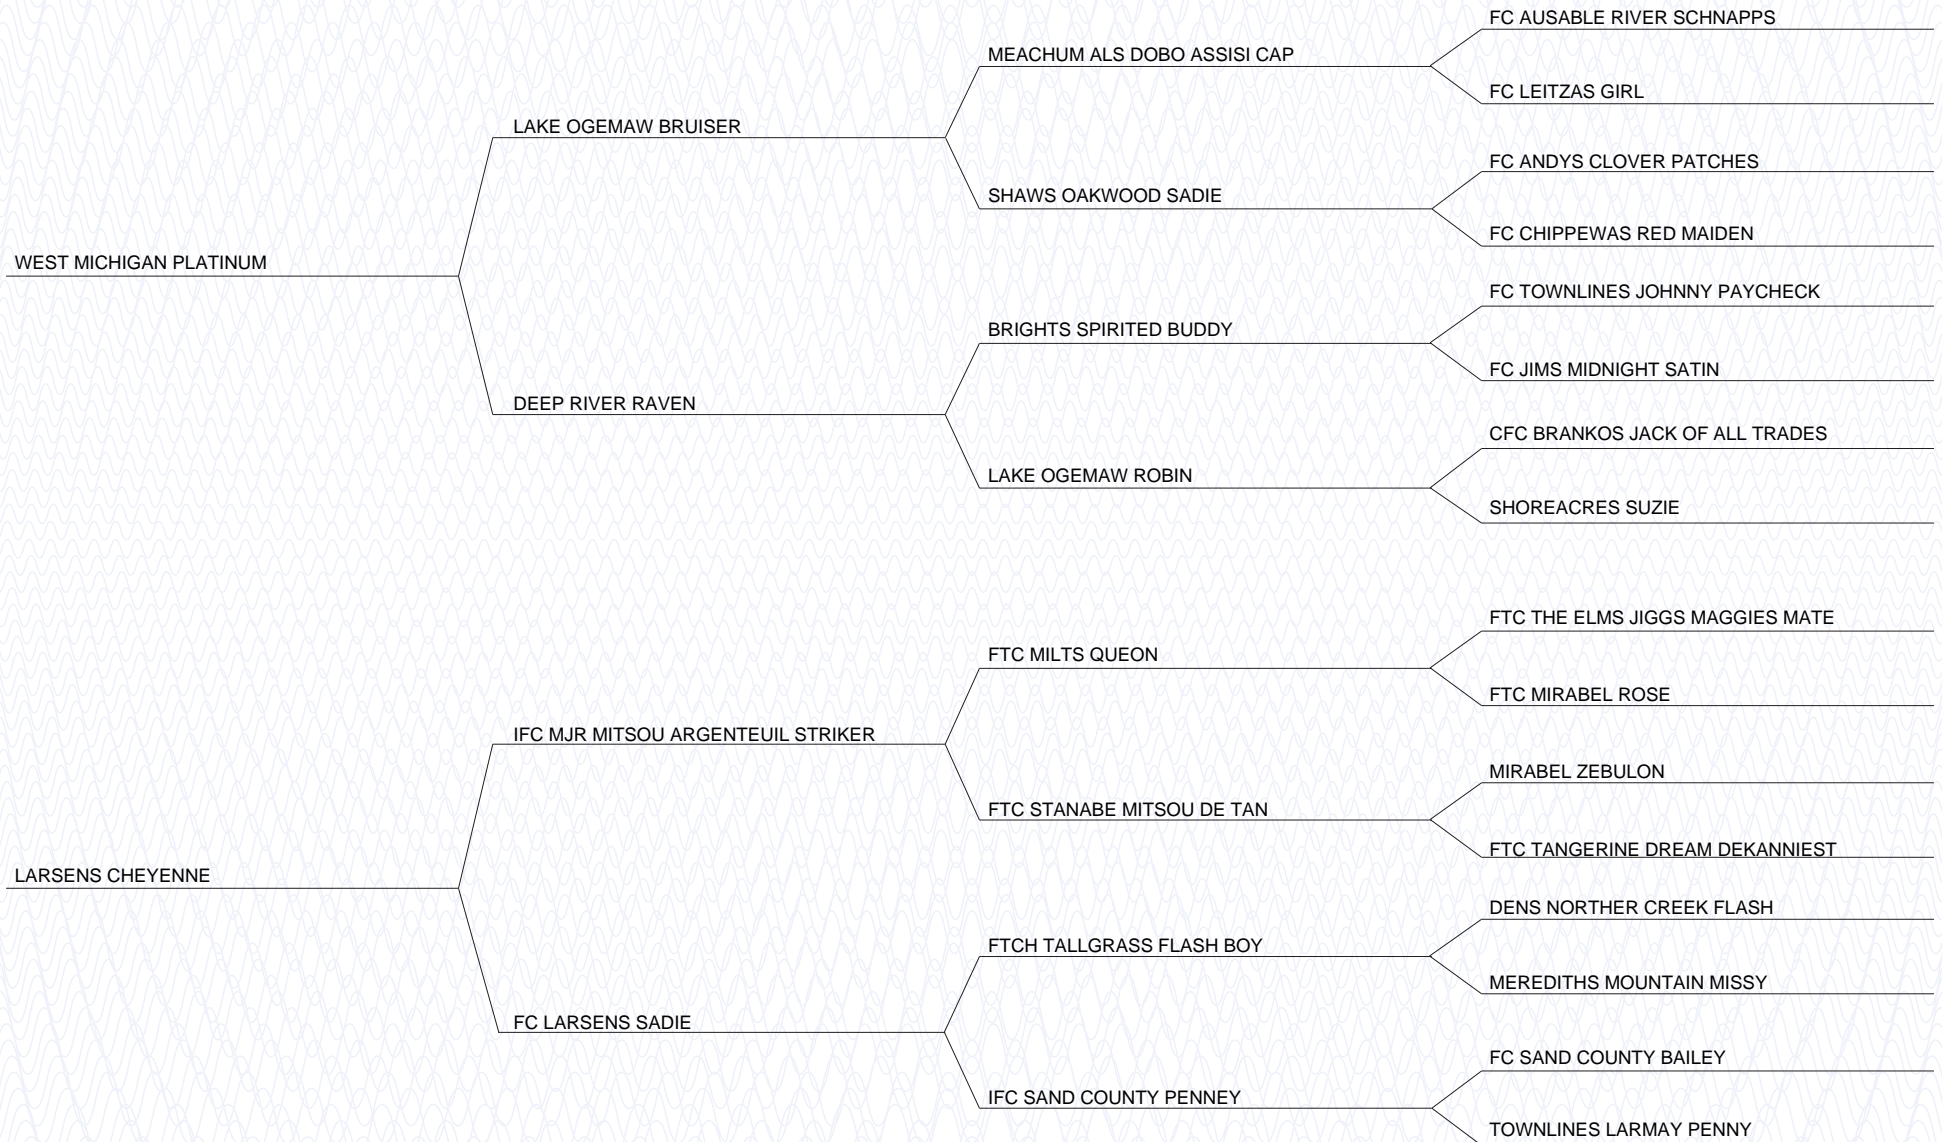 FC AUSABLE RIVER SCHNAPPS
MEACHUM ALS DOBO ASSISI CAP
FC LEITZAS GIRL
LAKE OGEMAW BRUISER
FC ANDYS CLOVER PATCHES
SHAWS OAKWOOD SADIE
FC CHIPPEWAS RED MAIDEN
WEST MICHIGAN PLATINUM
FC TOWNLINES JOHNNY PAYCHECK
BRIGHTS SPIRITED BUDDY
FC JIMS MIDNIGHT SATIN
DEEP RIVER RAVEN
CFC BRANKOS JACK OF ALL TRADES
LAKE OGEMAW ROBIN
SHOREACRES SUZIE
FTC THE ELMS JIGGS MAGGIES MATE
FTC MILTS QUEON
FTC MIRABEL ROSE
IFC MJR MITSOU ARGENTEUIL STRIKER
MIRABEL ZEBULON
FTC STANABE MITSOU DE TAN
FTC TANGERINE DREAM DEKANNIEST
LARSENS CHEYENNE
DENS NORTHER CREEK FLASH
FTCH TALLGRASS FLASH BOY
MEREDITHS MOUNTAIN MISSY
FC LARSENS SADIE
FC SAND COUNTY BAILEY
IFC SAND COUNTY PENNEY
TOWNLINES LARMAY PENNY